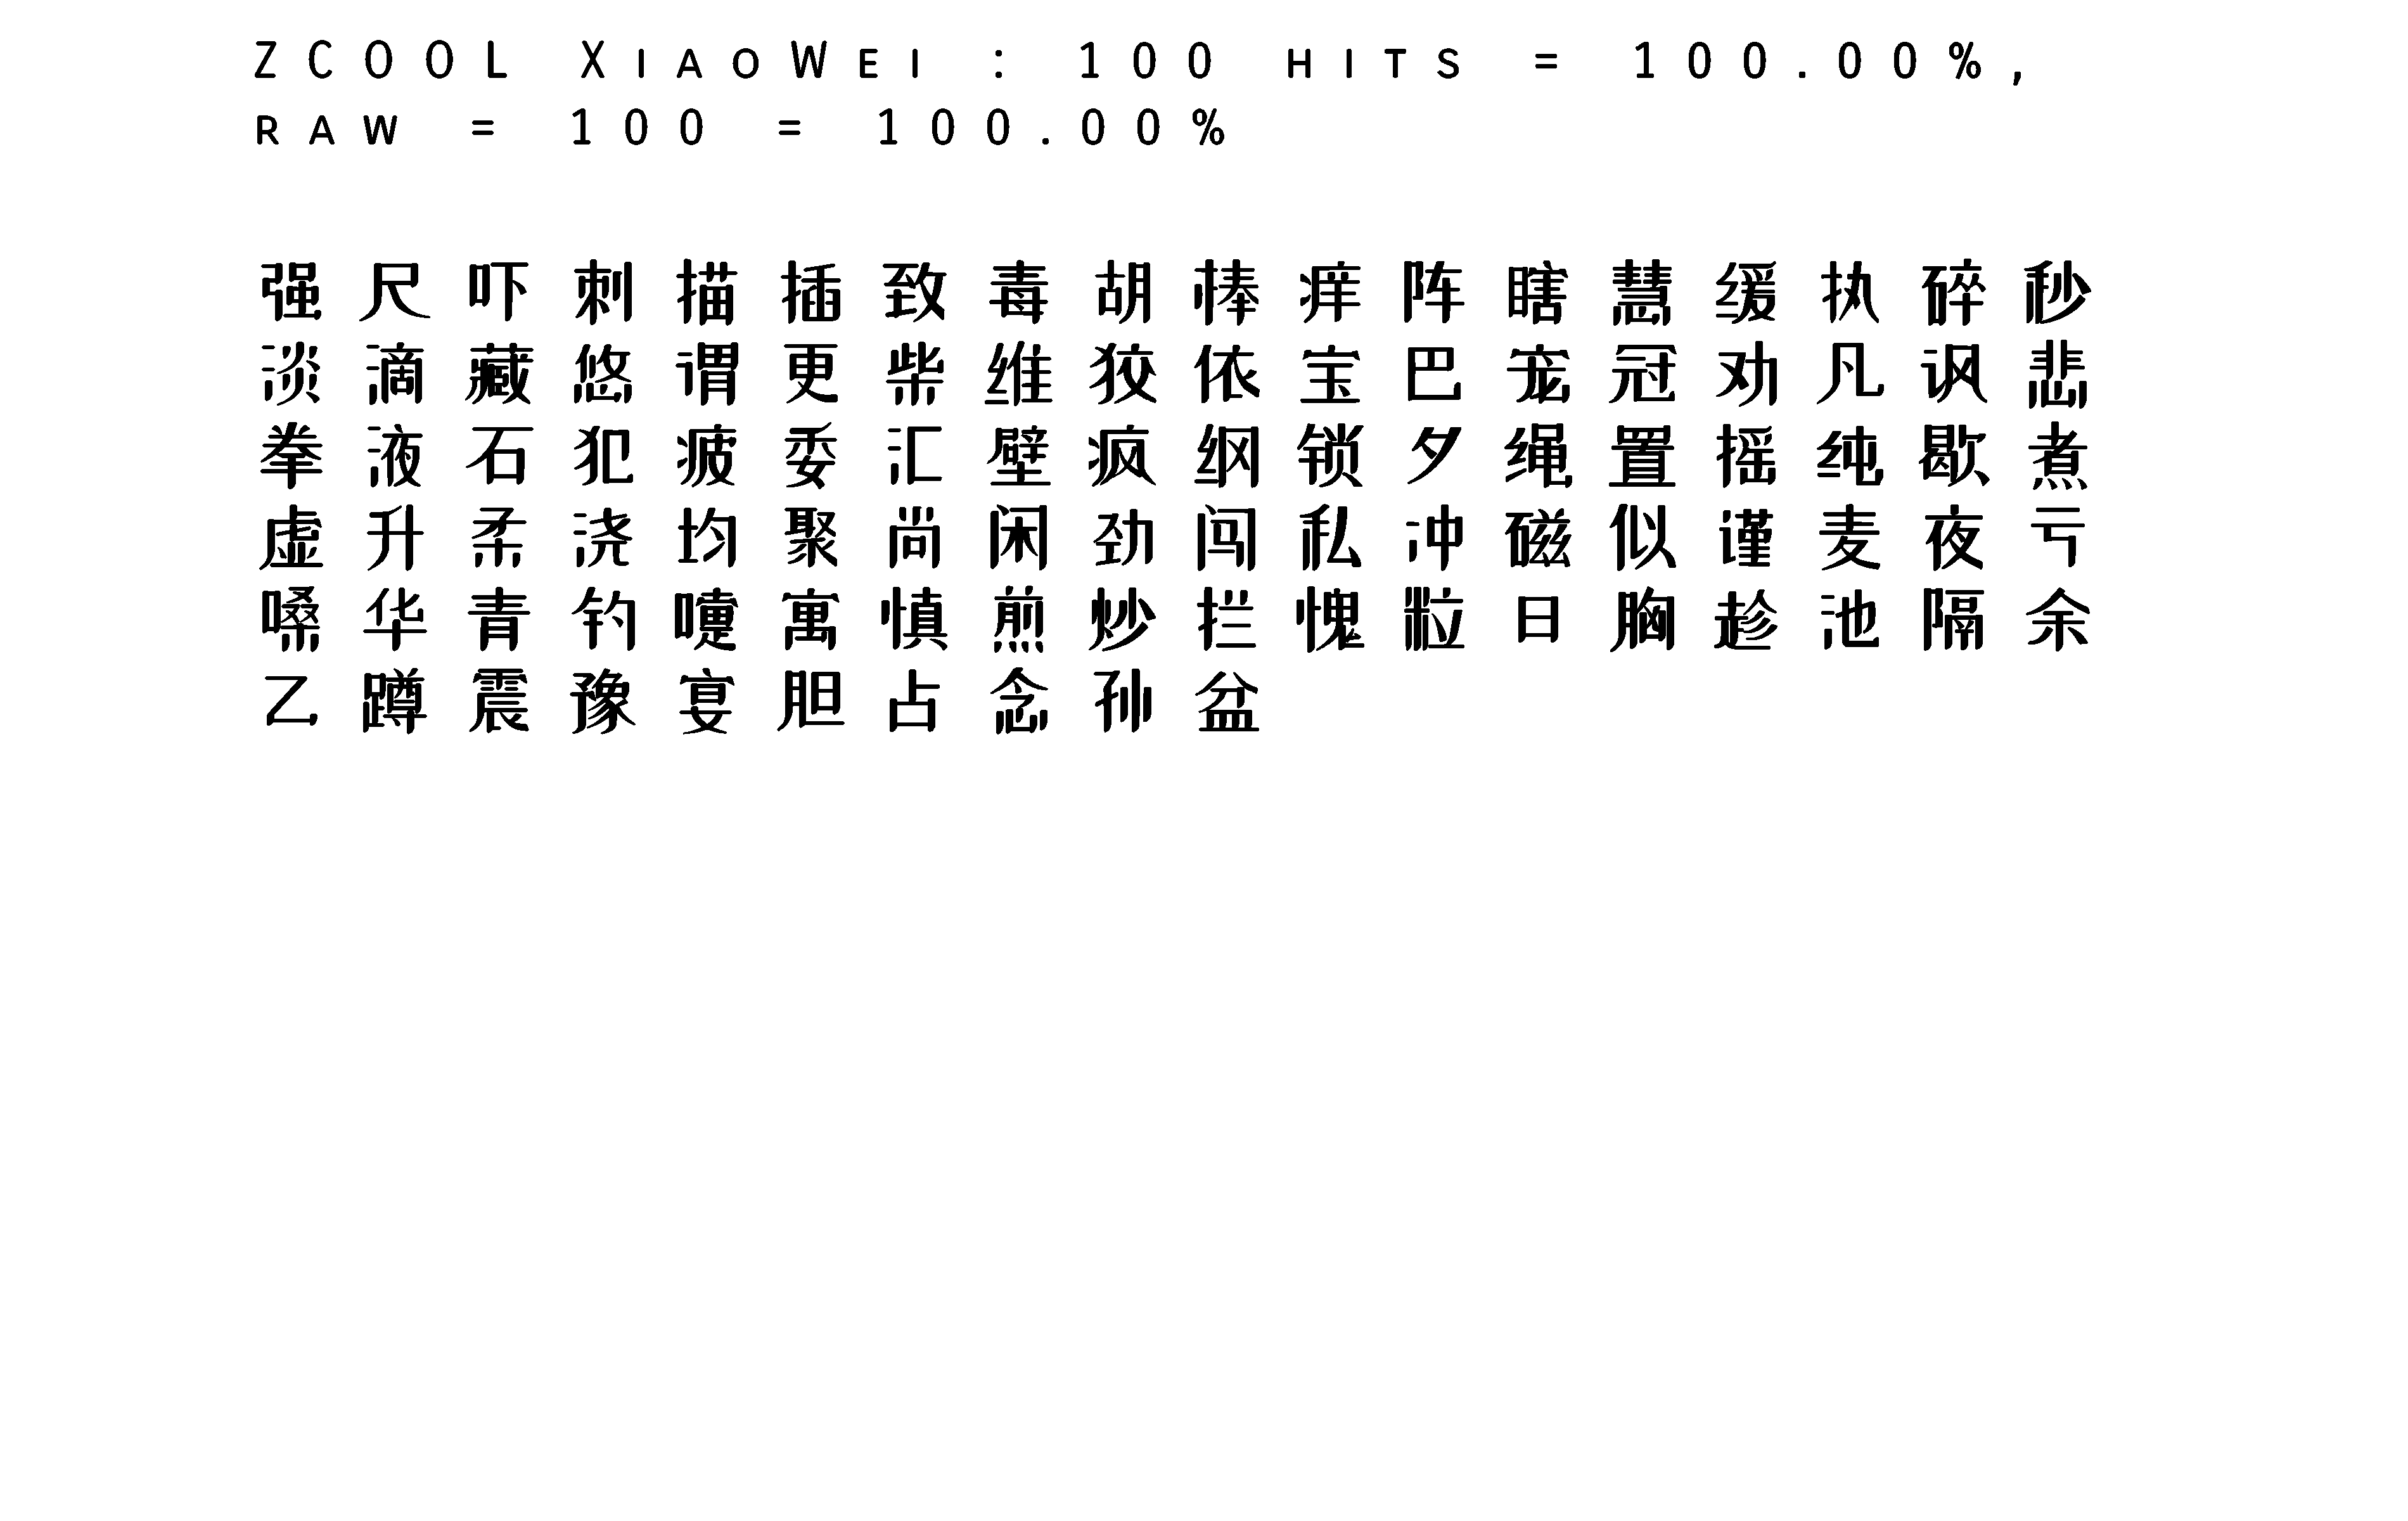 ZCOOL XiaoWei : 100 hits = 100.00%,
raw = 100 = 100.00%
强尺吓刺描插致毒胡棒痒阵瞎慧缓执碎秒
淡滴藏悠谓更柴维狡依宝巴宠冠劝凡讽悲
拳液石犯疲委汇壁疯纲锁夕绳置摇纯歇煮
虚升柔浇均聚尚闲劲闯私冲磁似谨麦夜亏
嗓华青钓嚏寓慎煎炒拦愧粒日胸趁池隔余
乙蹲震豫宴胆占念孙盆